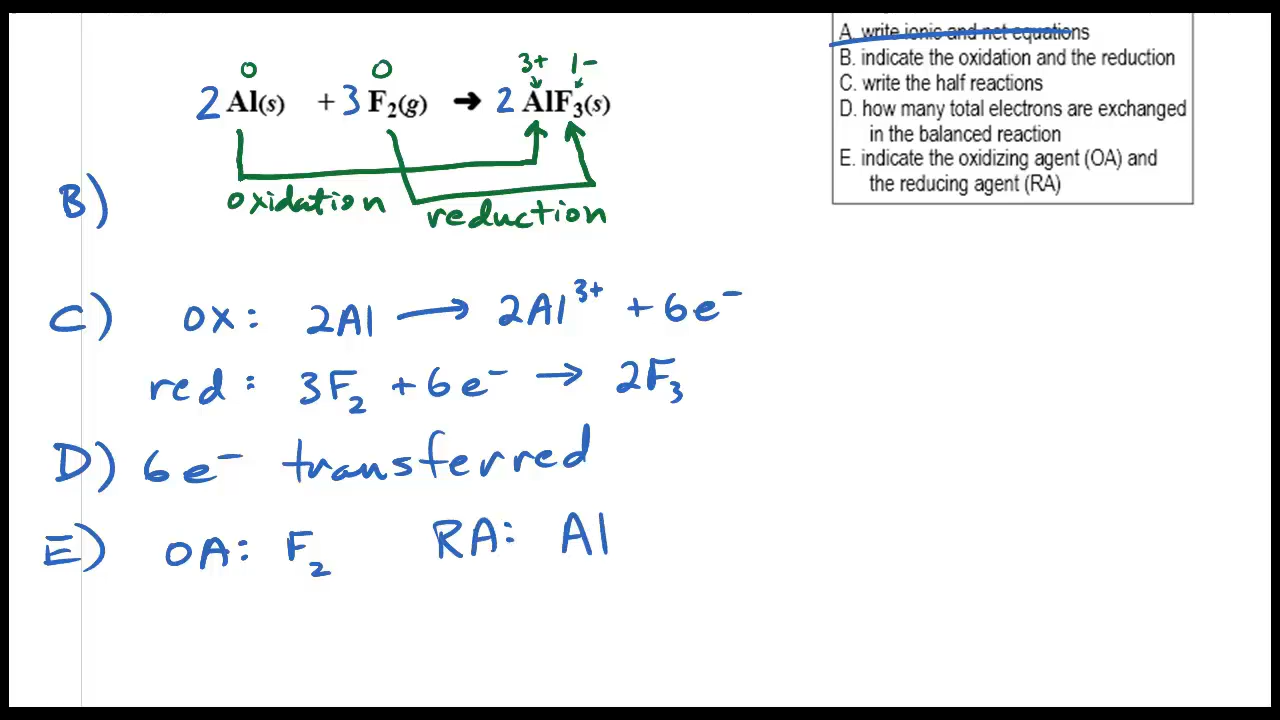 A. write ionic and net equations
B. indicate the oxidation and the reduction
C. write the half reactions
D. how many total electrons are exchanged
in the balanced reaction
E. indicate the oxidizing agent (OA) and
the reducing agent (RA)
0 0 3+ 1-
2 Al(s) + 3 F₂(g) → 2 AlF₃(s)
B)
oxidation reduction
C) ox: 2Al → 2Al³⁺ + 6e⁻
red: 3F₂ + 6e⁻ → 2F₃
D) 6e⁻ transferred
E) OA: F₂ RA: Al